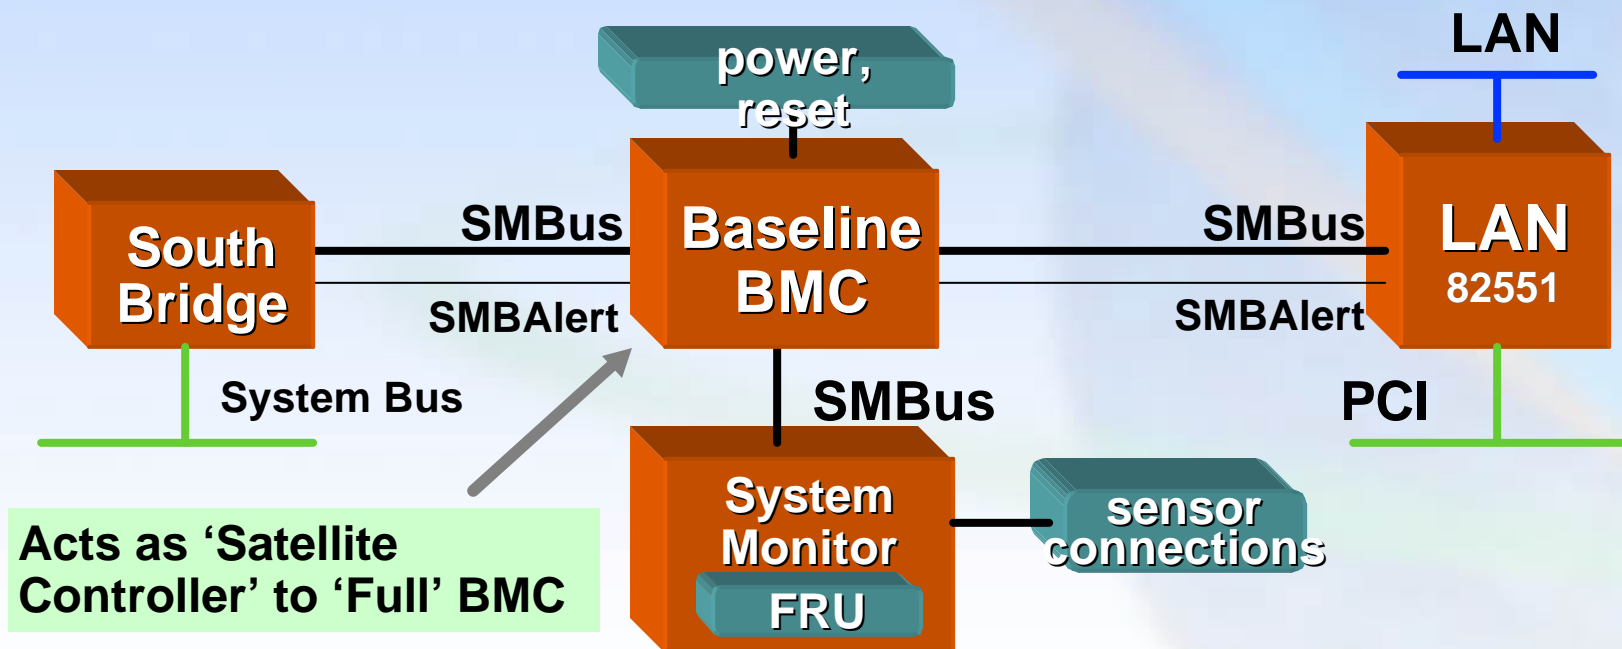 LAN
power,
reset
SMBus
Baseline
BMC
SMBus
LAN
82551
South
Bridge
SMBAlert
SMBAlert
System Bus
SMBus
PCI
System
Monitor
FRU
sensor
connections
Acts as ‘Satellite
Controller’ to ‘Full’ BMC